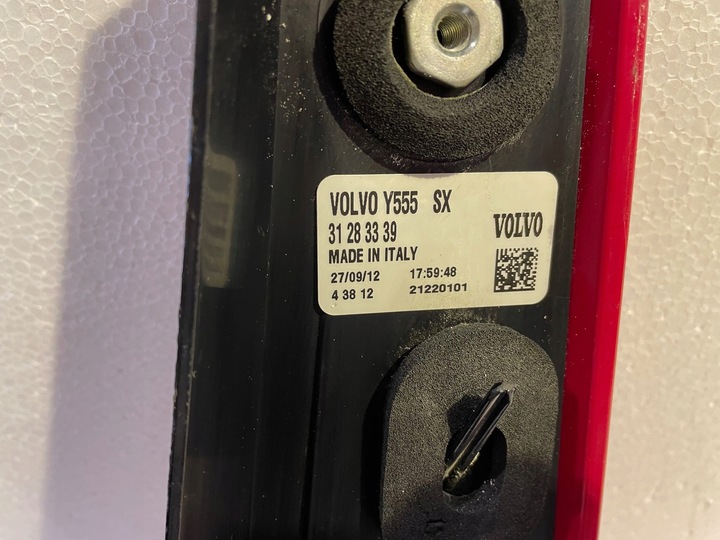 VOLVO Y555 SX
31 28 33 39
VOLVO
MADE IN ITALY
27/09/12 17:59:48
4 38 12 21220101